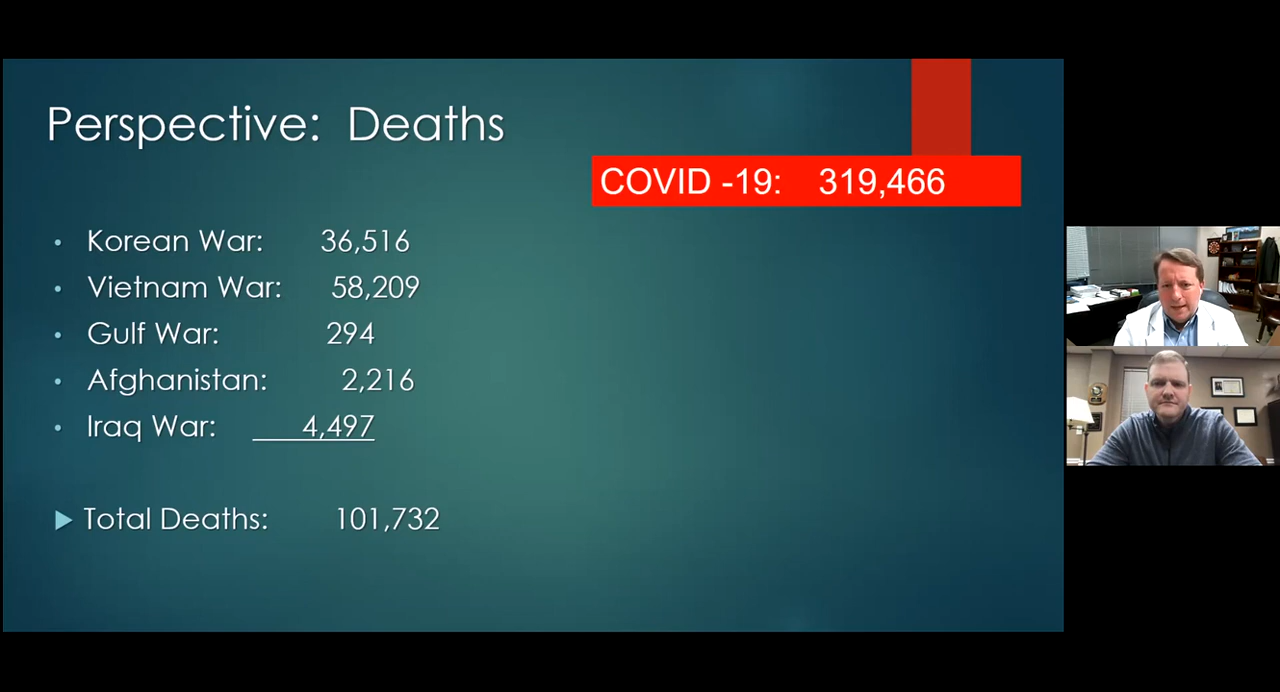 Perspective: Deaths
COVID -19: 319,466
Korean War: 36,516
Vietnam War: 58,209
Gulf War: 294
Afghanistan: 2,216
Iraq War: 4,497
Total Deaths: 101,732